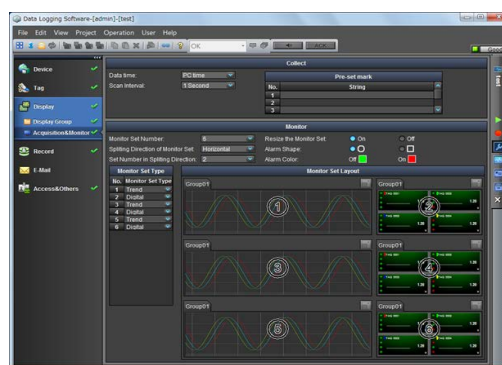 Data Logging Software-[admin]-[test]
File Edit View Project Operation User Help
OK
ACK
Good
Device
Tag
Display
Display Group
Acquisition&Monitor
Record
E-Mail
Access&Others
Test
Collect
Data time: PC time
Scan Interval: 1 Second
Pre-set mark
No. String
1
2
3
Monitor
Monitor Set Number: 6 Resize the Monitor Set On Off
Splitting Direction of Monitor Set: Horizontal Alarm Shape:
Set Number in Splitting Direction: 2 Alarm Color: Off On
Monitor Set Type
No. Monitor Set Type
1 Trend
2 Digital
3 Trend
4 Digital
5 Trend
6 Digital
Monitor Set Layout
Group01 Group01
1 2
Group01 Group01
3 4
Group01 Group01
5 6